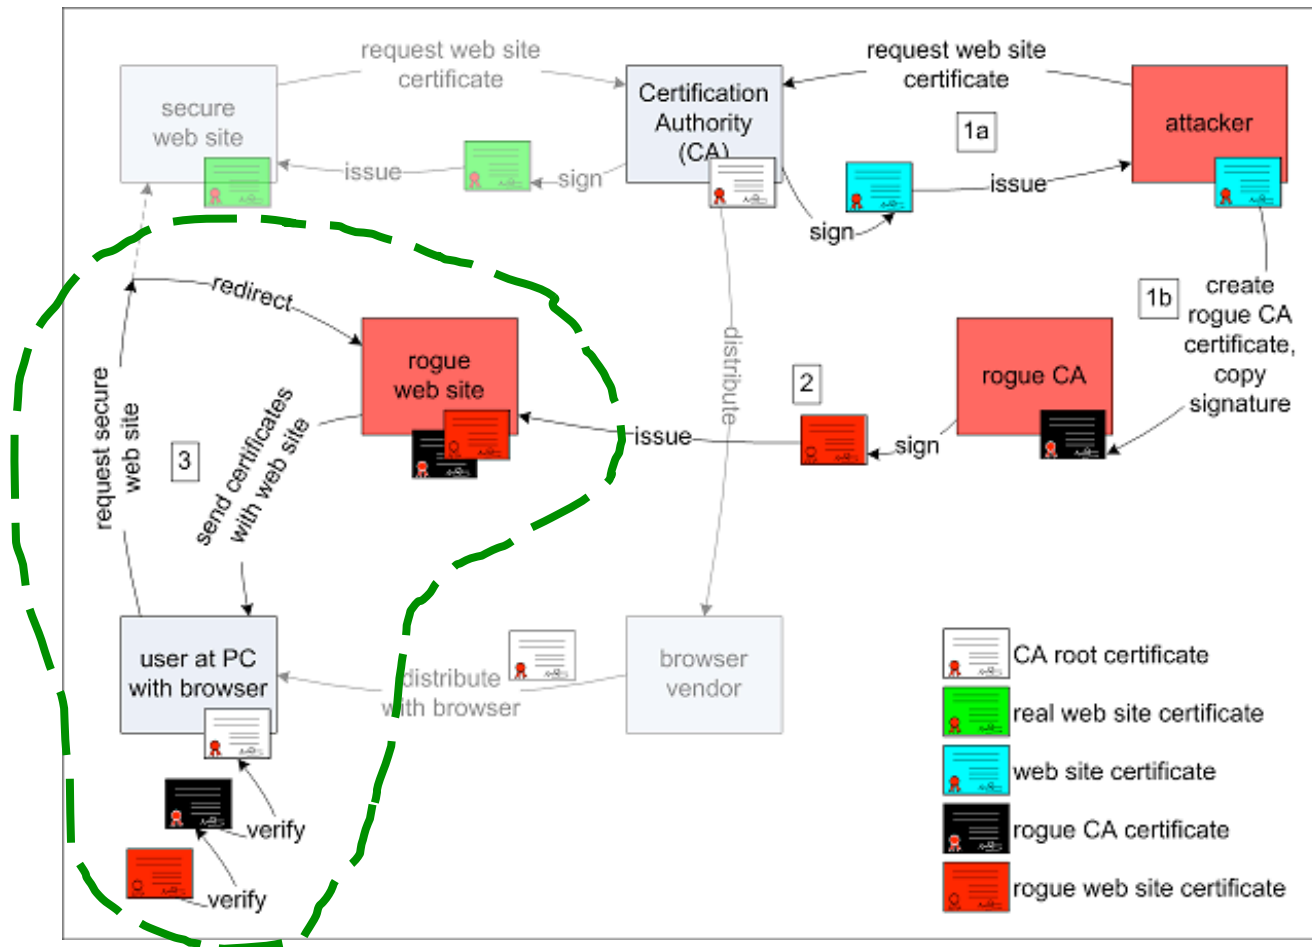 request web site
certificate
request web site
certificate
secure
web site
Certification
Authority
(CA)
attacker
1a
issue
sign
issue
sign
redirect
1b
create
rogue CA
certificate,
copy
signature
rogue
web site
distribute
2
rogue CA
issue
sign
request secure
web site
3
send certificates
with web site
user at PC
with browser
distribute
with browser
browser
vendor
verify
verify
CA root certificate
real web site certificate
web site certificate
rogue CA certificate
rogue web site certificate